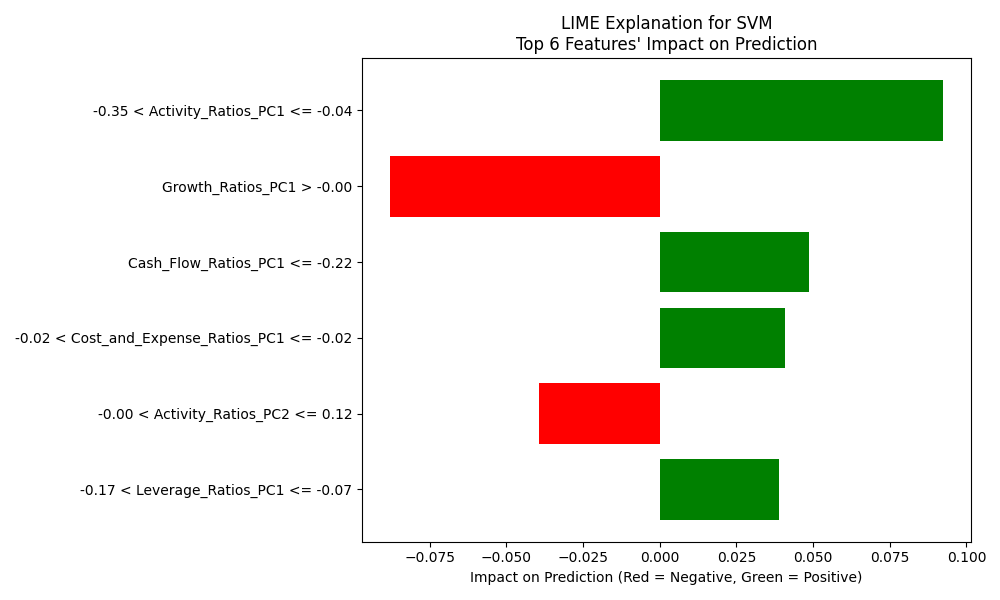 LIME Explanation for SVM
Top 6 Features' Impact on Prediction
-0.35 < Activity_Ratios_PC1 <= -0.04
Growth_Ratios_PC1 > -0.00
Cash_Flow_Ratios_PC1 <= -0.22
-0.02 < Cost_and_Expense_Ratios_PC1 <= -0.02
-0.00 < Activity_Ratios_PC2 <= 0.12
-0.17 < Leverage_Ratios_PC1 <= -0.07
−0.075 −0.050 −0.025 0.000 0.025 0.050 0.075 0.100
Impact on Prediction (Red = Negative, Green = Positive)